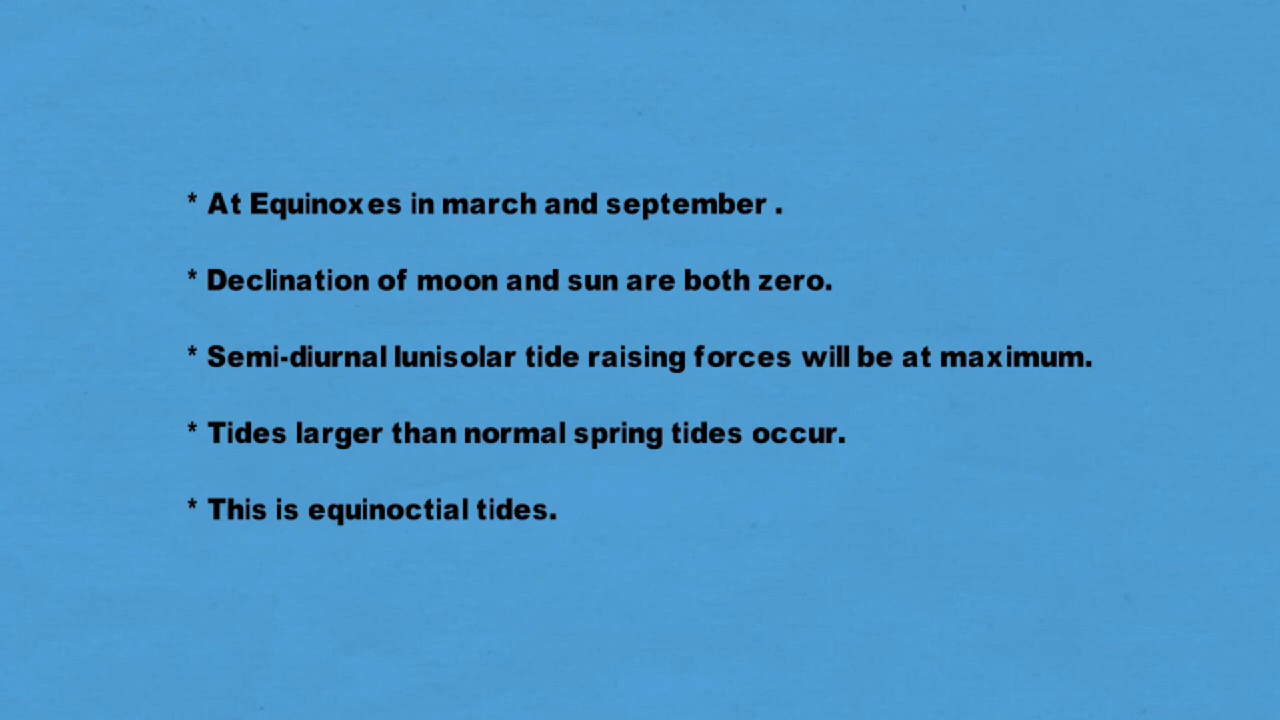 * At Equinoxes in march and september .
* Declination of moon and sun are both zero.
* Semi-diurnal lunisolar tide raising forces will be at maximum.
* Tides larger than normal spring tides occur.
* This is equinoctial tides.